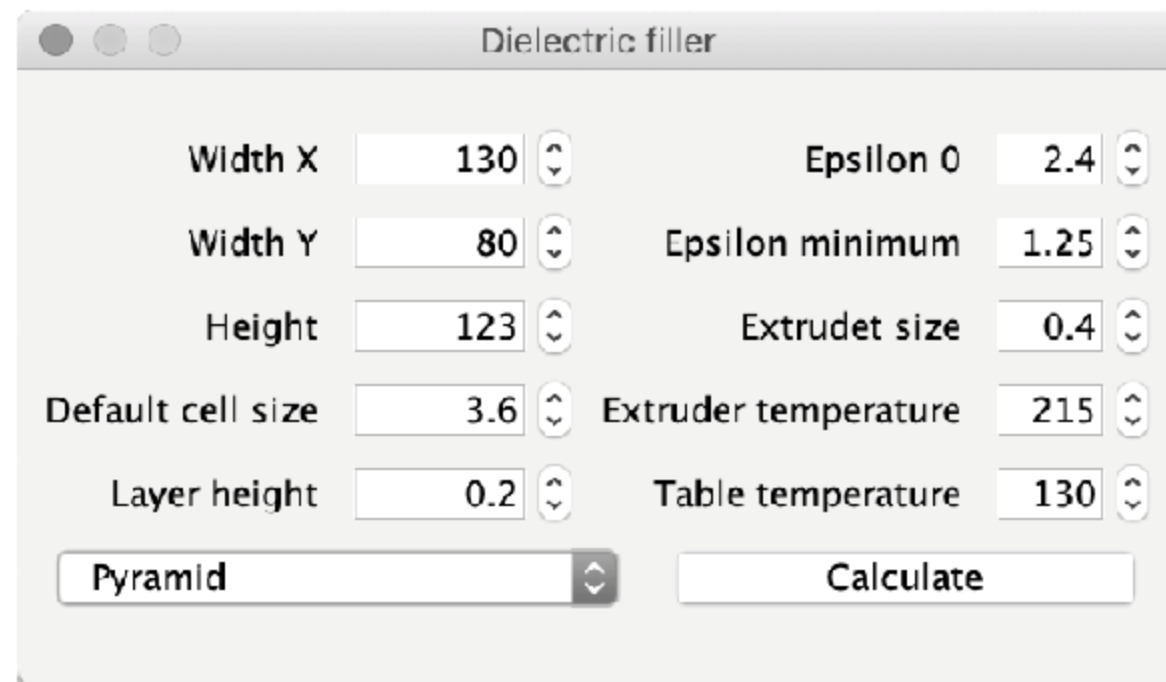 Dielectric filler
Width X 130 Epsilon 0 2.4
Width Y 80 Epsilon minimum 1.25
Height 123 Extrudet size 0.4
Default cell size 3.6 Extruder temperature 215
Layer height 0.2 Table temperature 130
Pyramid Calculate